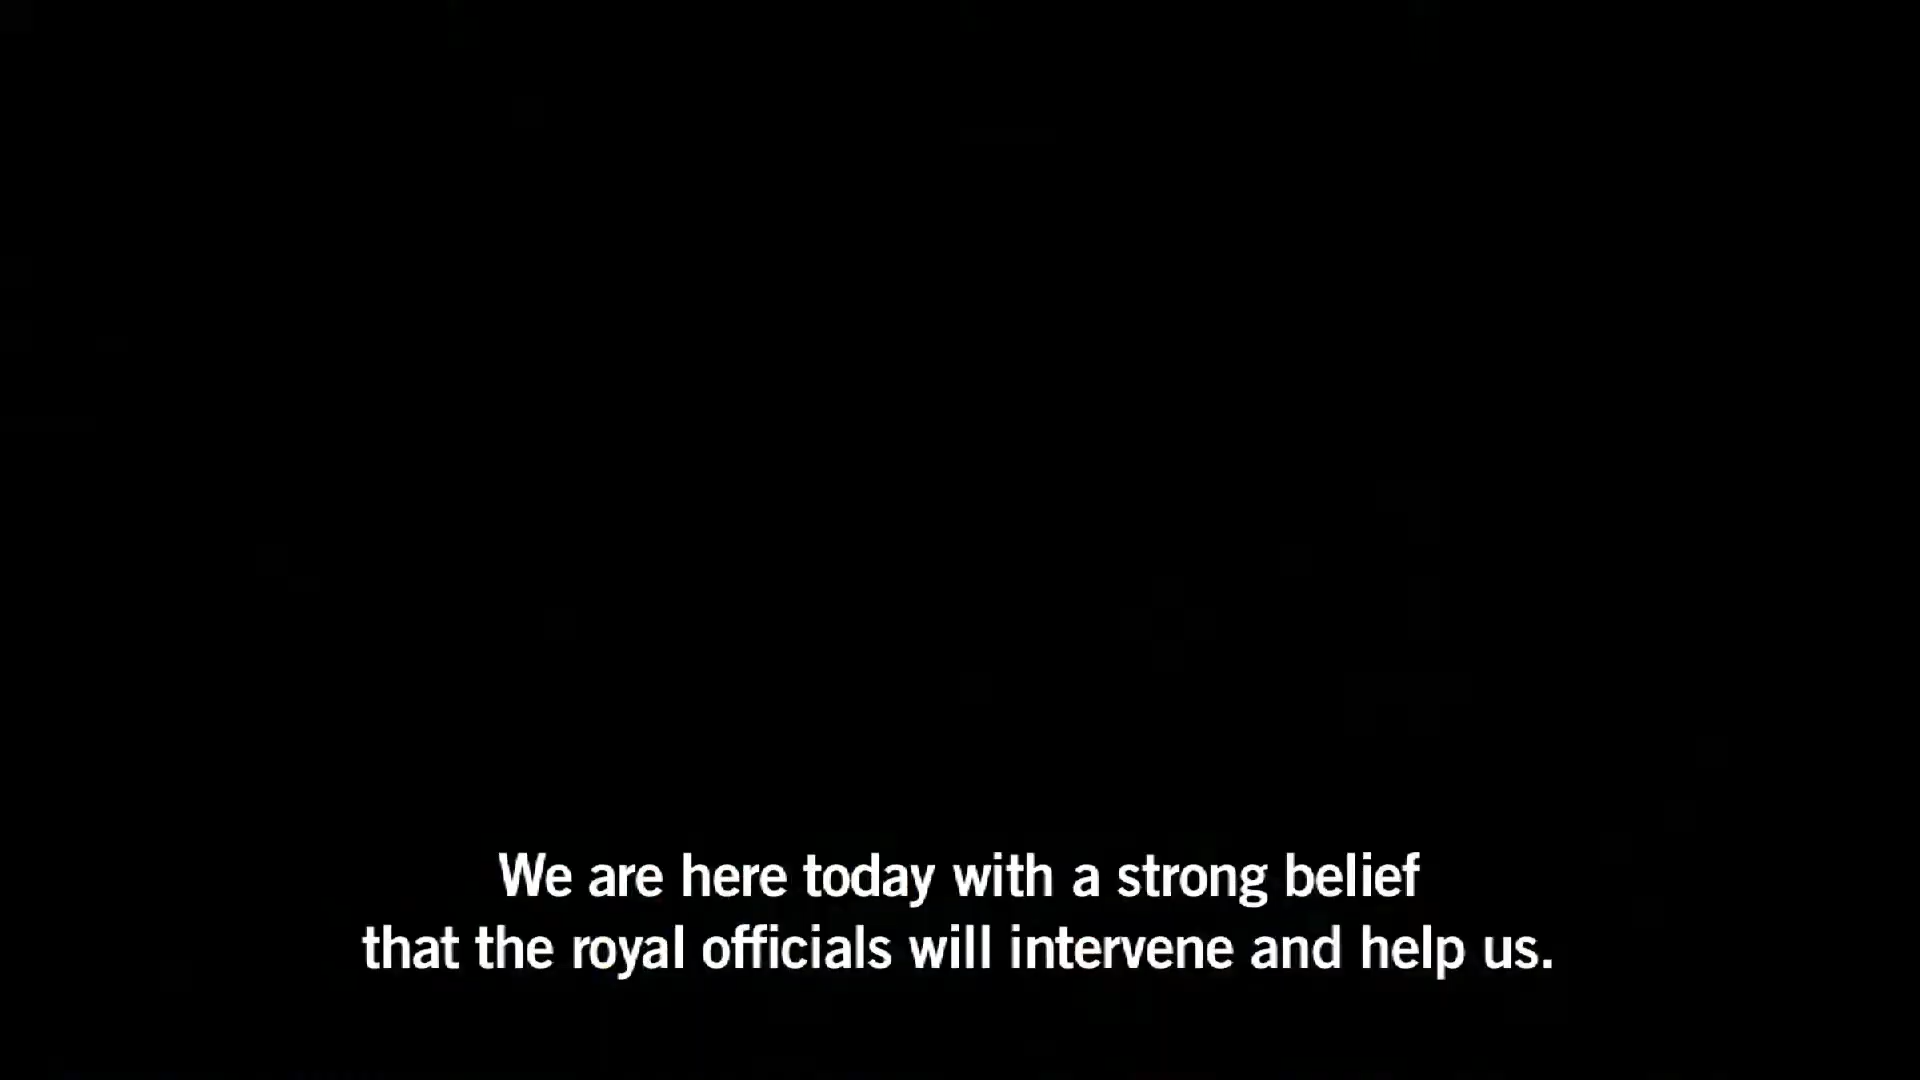 We are here today with a strong belief
that the royal officials will intervene and help us.